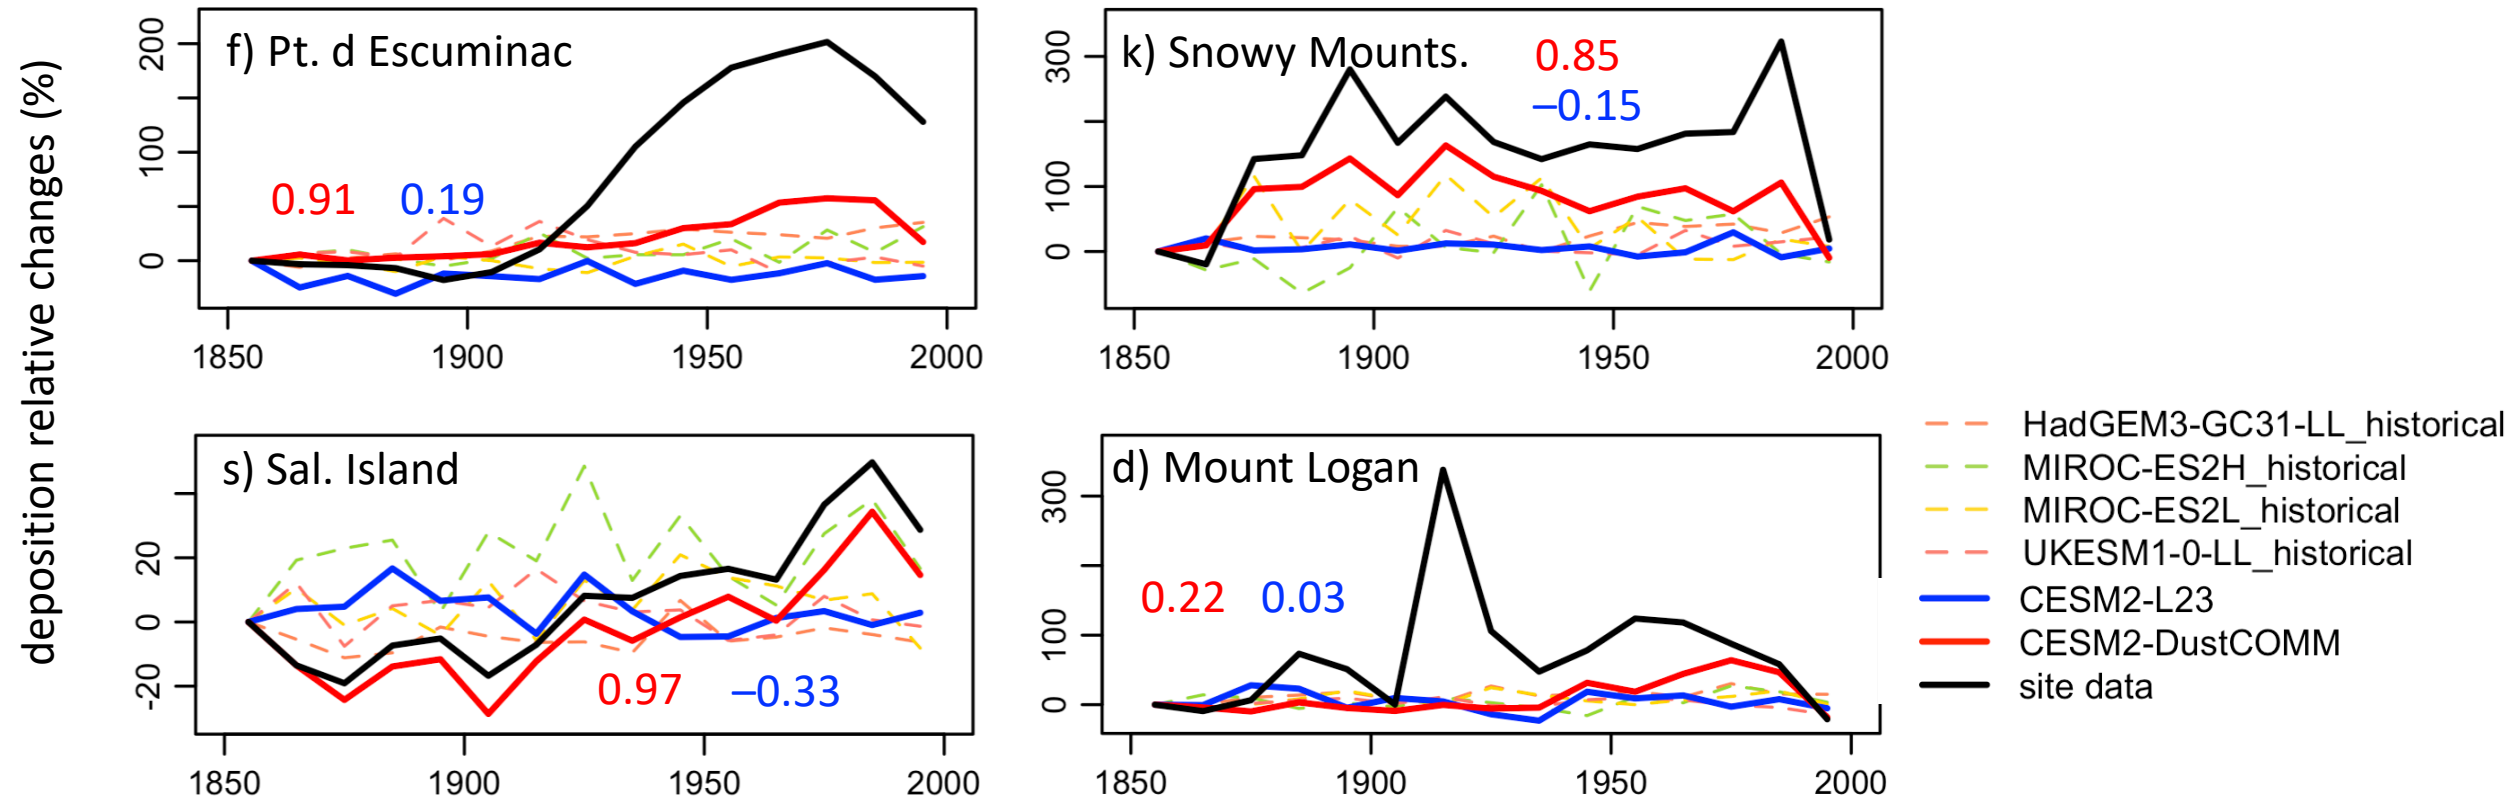 deposition relative changes (%)
f) Pt. d Escuminac
200
100
0
0.91 0.19
1850 1900 1950 2000
k) Snowy Mounts.
0.85
−0.15
300
100
0
1850 1900 1950 2000
s) Sal. Island
20
0
-20
0.97 −0.33
1850 1900 1950 2000
d) Mount Logan
300
100
0
0.22 0.03
1850 1900 1950 2000
HadGEM3-GC31-LL_historical
MIROC-ES2H_historical
MIROC-ES2L_historical
UKESM1-0-LL_historical
CESM2-L23
CESM2-DustCOMM
site data